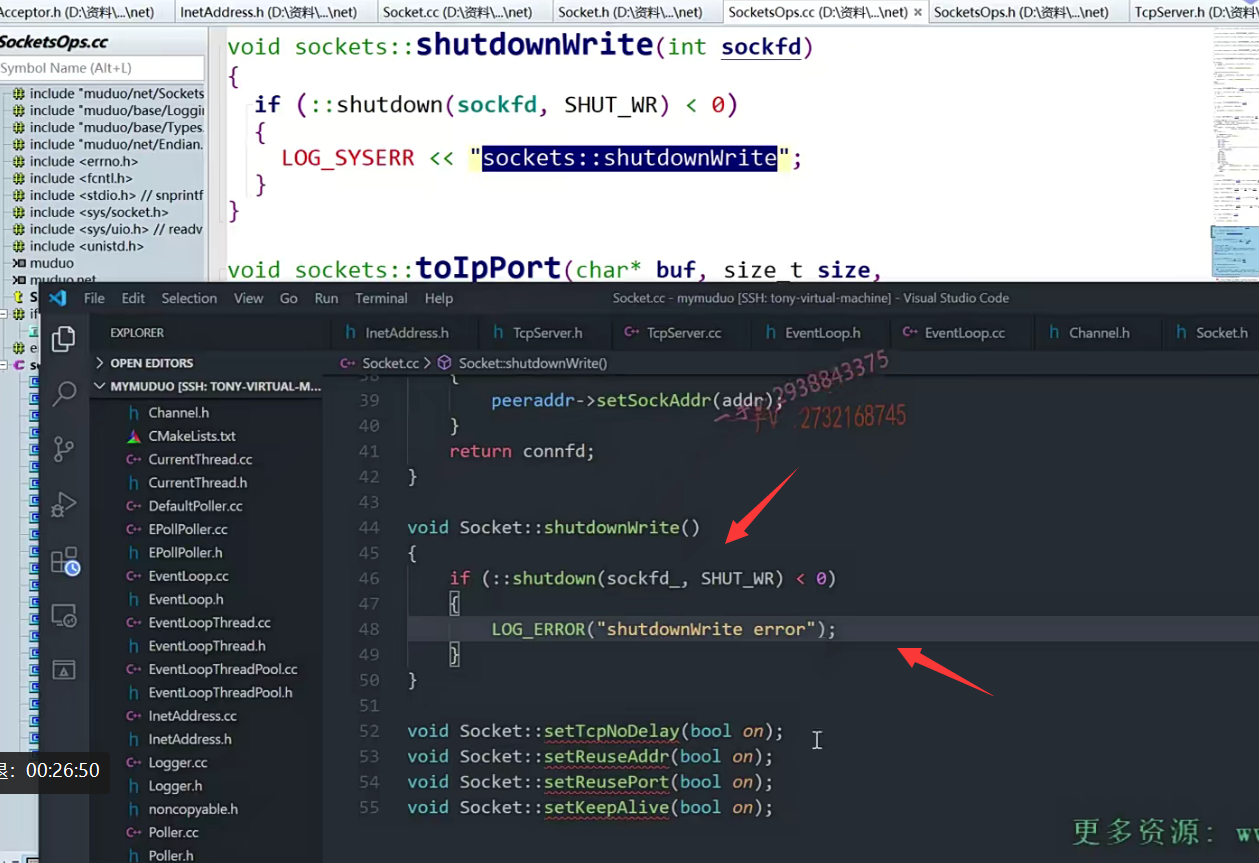 Acceptor.h (D:\资料\...\net) InetAddress.h (D:\资料\...\net) Socket.cc (D:\资料\...\net) Socket.h (D:\资料\...\net) SocketsOps.cc (D:\资料\...\net) × SocketsOps.h (D:\资料\...\net) TcpServer.h (D:\资料
SocketsOps.cc
Symbol Name (Alt+L)
include "muduo/net/Sockets
include "muduo/base/Loggi
include "muduo/base/Types.
include "muduo/net/Endian.
include <errno.h>
include <fcntl.h>
include <stdio.h> // snprintf
include <sys/socket.h>
include <sys/uio.h> // readv
include <unistd.h>
muduo
muduo net
void sockets::shutdownWrite(int sockfd)
{
if (::shutdown(sockfd, SHUT_WR) < 0)
{
LOG_SYSERR << "sockets::shutdownWrite";
}
}
void sockets::toIpPort(char* buf, size_t size,
File Edit Selection View Go Run Terminal Help
Socket.cc - mymuduo [SSH: tony-virtual-machine] - Visual Studio Code
EXPLORER
OPEN EDITORS
MYMUDUO [SSH: TONY-VIRTUAL-M...
h Channel.h
CMakeLists.txt
C++ CurrentThread.cc
h CurrentThread.h
C++ DefaultPoller.cc
C++ EPollPoller.cc
h EPollPoller.h
C++ EventLoop.cc
h EventLoop.h
C++ EventLoopThread.cc
h EventLoopThread.h
C++ EventLoopThreadPool.cc
h EventLoopThreadPool.h
C++ InetAddress.cc
h InetAddress.h
C++ Logger.cc
h Logger.h
h noncopyable.h
C++ Poller.cc
h Poller.h
h InetAddress.h h TcpServer.h C++ TcpServer.cc h EventLoop.h C++ EventLoop.cc h Channel.h h Socket.h
C++ Socket.cc > Socket::shutdownWrite()
38 {
39 peeraddr->setSockAddr(addr);
40 }
41 return connfd;
42 }
43
44 void Socket::shutdownWrite()
45 {
46 if (::shutdown(sockfd_, SHUT_WR) < 0)
47 {
48 LOG_ERROR("shutdownWrite error");
49 }
50 }
51
52 void Socket::setTcpNoDelay(bool on);
53 void Socket::setReuseAddr(bool on);
54 void Socket::setReusePort(bool on);
55 void Socket::setKeepAlive(bool on);
2938843375
2732168745
: 00:26:50
更多资源: w